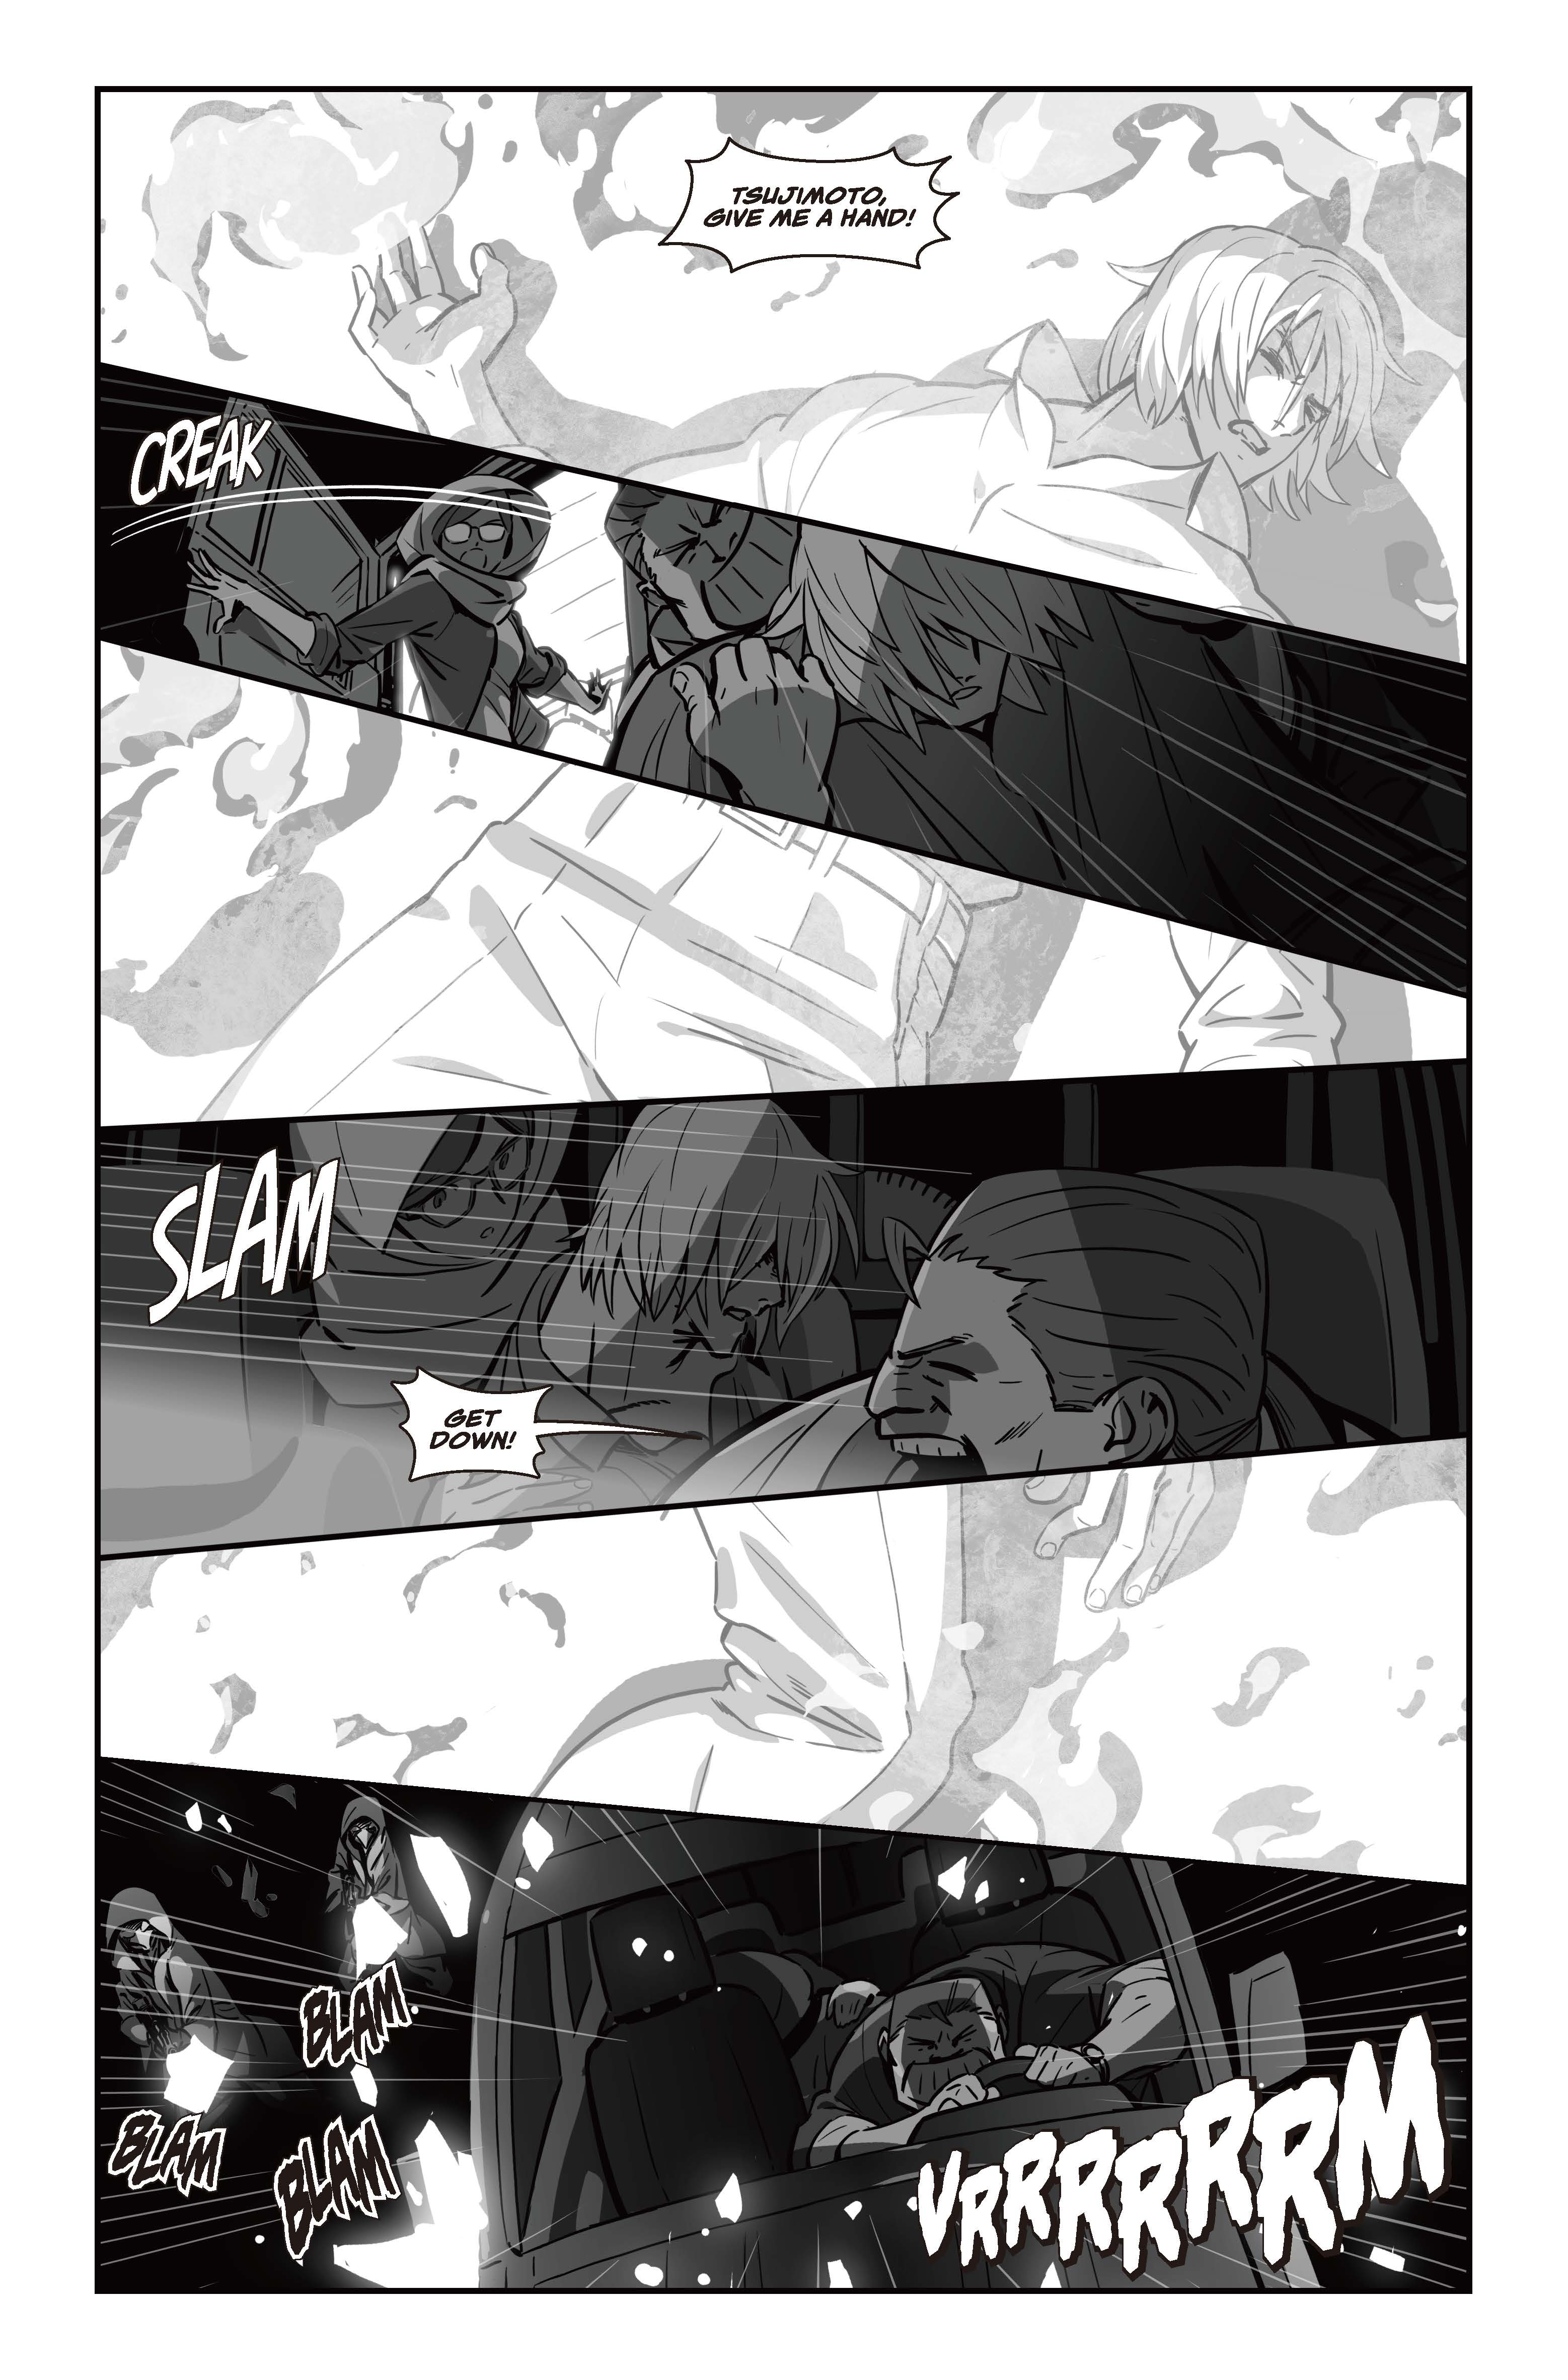 TSUJIMOTO,
GIVE ME A HAND!
CREAK
SLAM
GET
DOWN!
BLAM
BLAM
BLAM
VRRRRRRM